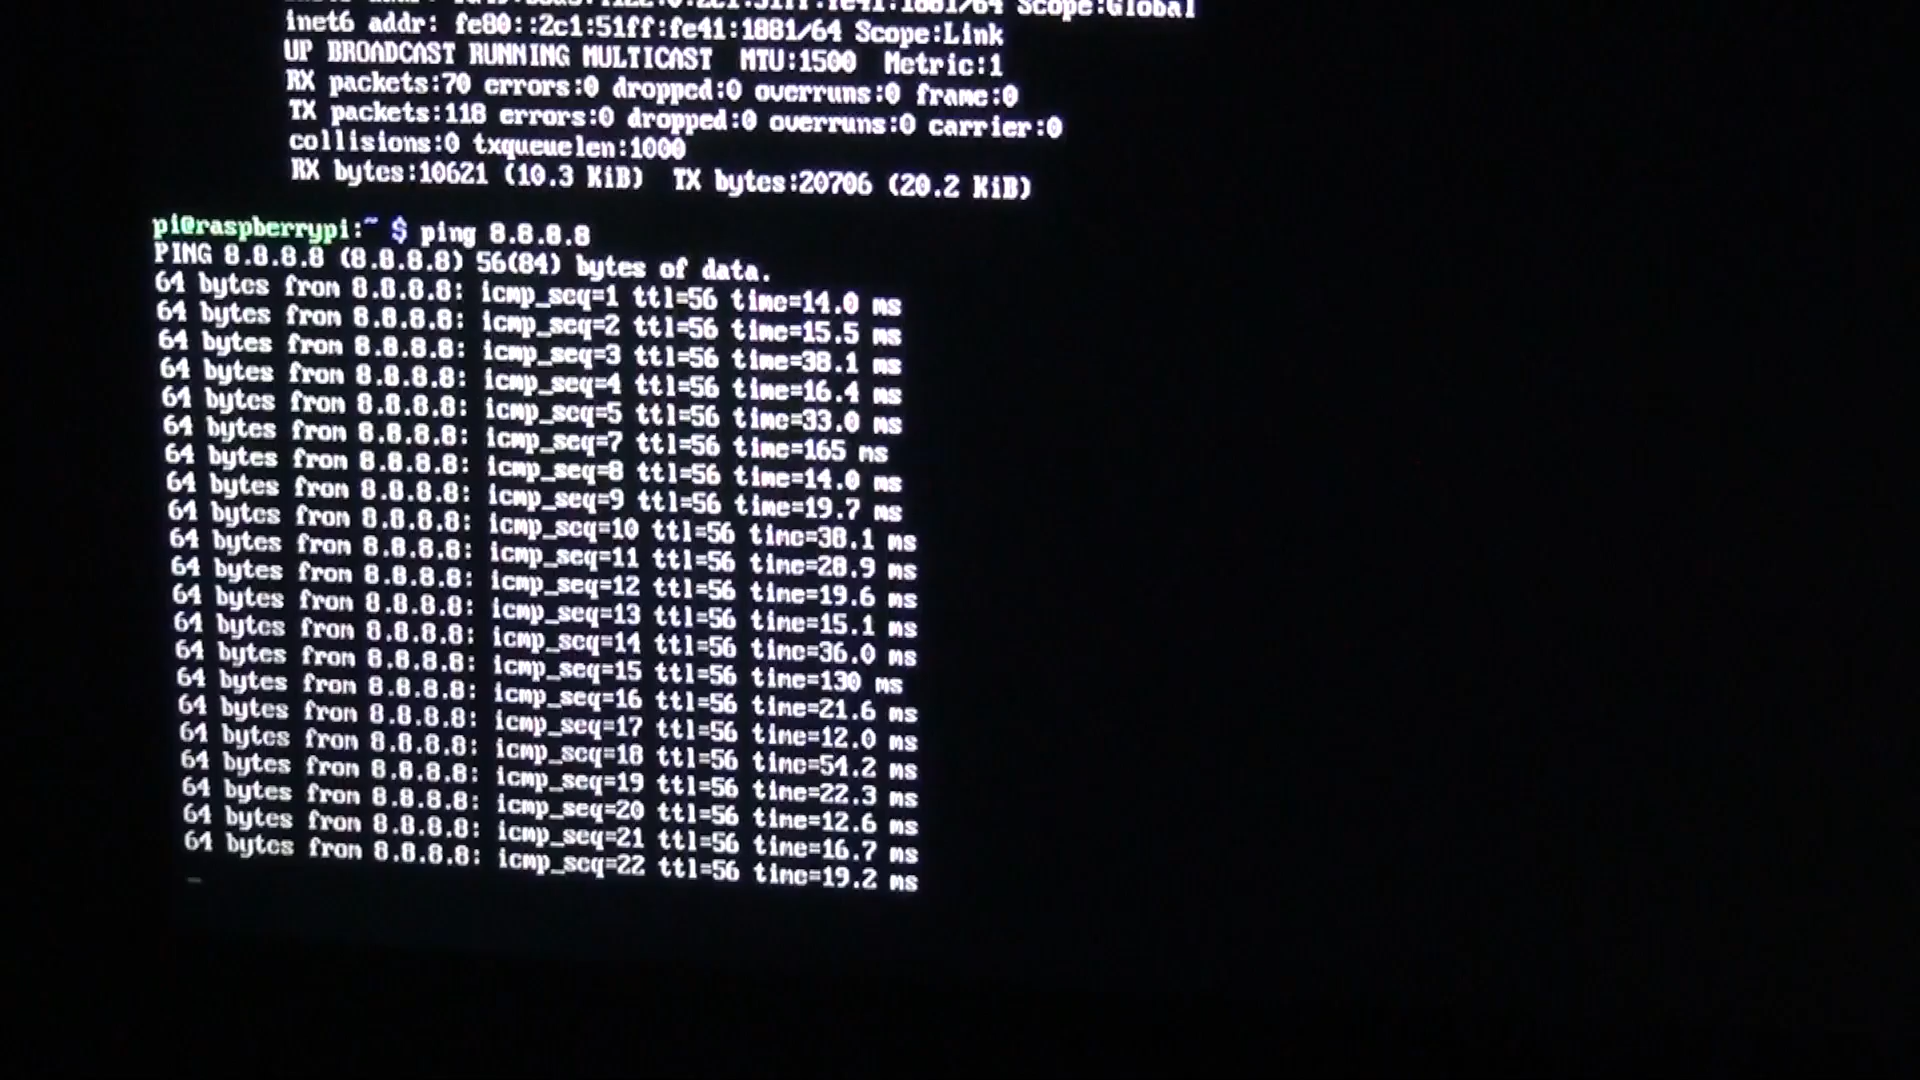 Scope:Global
inet6 addr: fe80::2c1:51ff:fe41:1881/64 Scope:Link
UP BROADCAST RUNNING MULTICAST  MTU:1500  Metric:1
RX packets:70 errors:0 dropped:0 overruns:0 frame:0
TX packets:118 errors:0 dropped:0 overruns:0 carrier:0
collisions:0 txqueuelen:1000
RX bytes:10621 (10.3 KiB)  TX bytes:20706 (20.2 KiB)
pi@raspberrypi:~ $ ping 8.8.8.8
PING 8.8.8.8 (8.8.8.8) 56(84) bytes of data.
64 bytes from 8.8.8.8: icmp_seq=1 ttl=56 time=14.0 ms
64 bytes from 8.8.8.8: icmp_seq=2 ttl=56 time=15.5 ms
64 bytes from 8.8.8.8: icmp_seq=3 ttl=56 time=38.1 ms
64 bytes from 8.8.8.8: icmp_seq=4 ttl=56 time=16.4 ms
64 bytes from 8.8.8.8: icmp_seq=5 ttl=56 time=33.0 ms
64 bytes from 8.8.8.8: icmp_seq=7 ttl=56 time=165 ms
64 bytes from 8.8.8.8: icmp_seq=8 ttl=56 time=14.0 ms
64 bytes from 8.8.8.8: icmp_seq=9 ttl=56 time=19.7 ms
64 bytes from 8.8.8.8: icmp_seq=10 ttl=56 time=38.1 ms
64 bytes from 8.8.8.8: icmp_seq=11 ttl=56 time=28.9 ms
64 bytes from 8.8.8.8: icmp_seq=12 ttl=56 time=19.6 ms
64 bytes from 8.8.8.8: icmp_seq=13 ttl=56 time=15.1 ms
64 bytes from 8.8.8.8: icmp_seq=14 ttl=56 time=36.0 ms
64 bytes from 8.8.8.8: icmp_seq=15 ttl=56 time=130 ms
64 bytes from 8.8.8.8: icmp_seq=16 ttl=56 time=21.6 ms
64 bytes from 8.8.8.8: icmp_seq=17 ttl=56 time=12.0 ms
64 bytes from 8.8.8.8: icmp_seq=18 ttl=56 time=54.2 ms
64 bytes from 8.8.8.8: icmp_seq=19 ttl=56 time=22.3 ms
64 bytes from 8.8.8.8: icmp_seq=20 ttl=56 time=12.6 ms
64 bytes from 8.8.8.8: icmp_seq=21 ttl=56 time=16.7 ms
64 bytes from 8.8.8.8: icmp_seq=22 ttl=56 time=19.2 ms